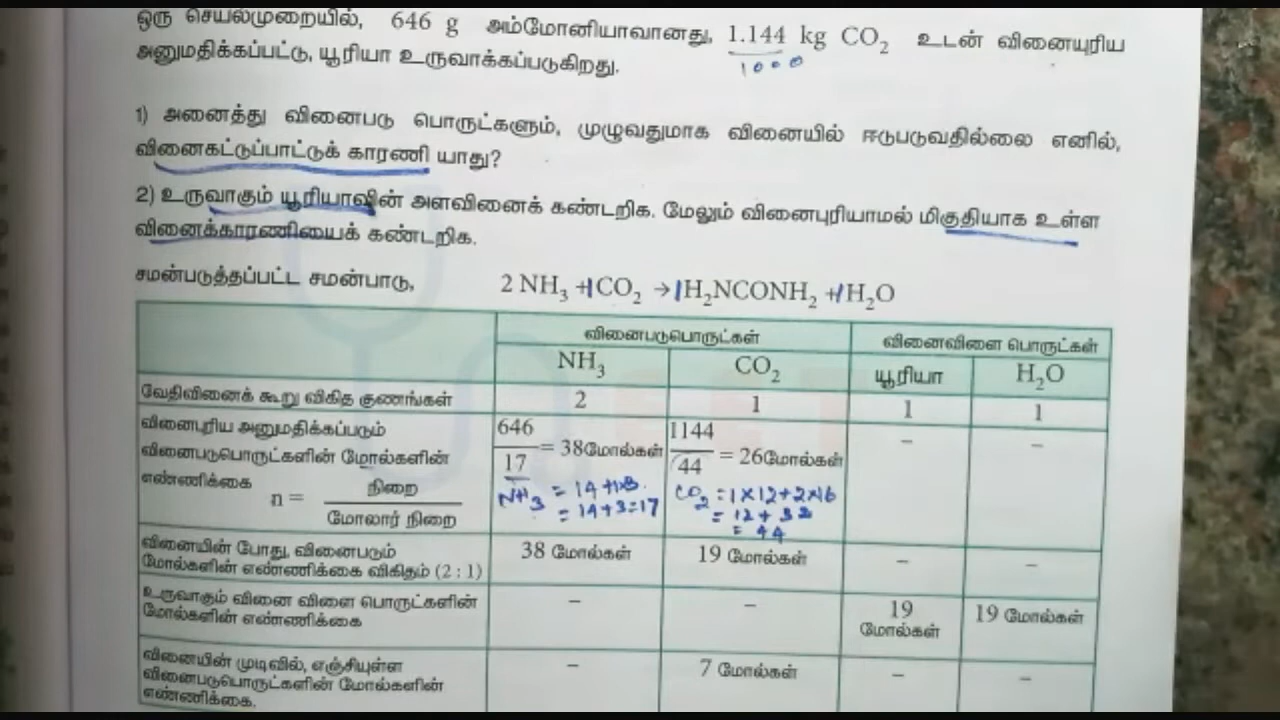 ஒரு செயல்முறையில், 646 g அம்மோனியாவானது, 1.144 kg CO₂ உடன் வினையுரிய
1000
அனுமதிக்கப்பட்டு, யூரியா உருவாக்கப்படுகிறது.
1) அனைத்து வினைபடு பொருட்களும், முழுவதுமாக வினையில் ஈடுபடுவதில்லை எனில்,
வினைகட்டுப்பாட்டுக் காரணி யாது?
2) உருவாகும் யூரியாவின் அளவினைக் கண்டறிக. மேலும் வினைபுரியாமல் மிகுதியாக உள்ள
வினைக்காரணியைக் கண்டறிக.
சமன்படுத்தப்பட்ட சமன்பாடு, 2 NH₃ + 1CO₂ → 1H₂NCONH₂ + 1H₂O
வினைபடுபொருட்கள் வினைவிளை பொருட்கள்
NH₃ CO₂ யூரியா H₂O
வேதிவினைக் கூறு விகித குணங்கள் 2 1 1 1
வினைபுரிய அனுமதிக்கப்படும்
வினைபடுபொருட்களின் மோல்களின்
எண்ணிக்கை
n = நிறை
மோலார் நிறை
646
17
= 38மோல்கள்
NH₃ = 14+1×3
= 14+3=17
1144
44
= 26மோல்கள்
CO₂ = 1×12+2×16
= 12+32
= 44
– –
வினையின் போது, வினைபடும்
மோல்களின் எண்ணிக்கை விகிதம் (2 : 1) 38 மோல்கள் 19 மோல்கள் – –
உருவாகும் வினை விளை பொருட்களின்
மோல்களின் எண்ணிக்கை – – 19 மோல்கள் 19 மோல்கள்
வினையின் முடிவில், எஞ்சியுள்ள
வினைபடுபொருட்களின் மோல்களின்
எண்ணிக்கை. – 7 மோல்கள் – –